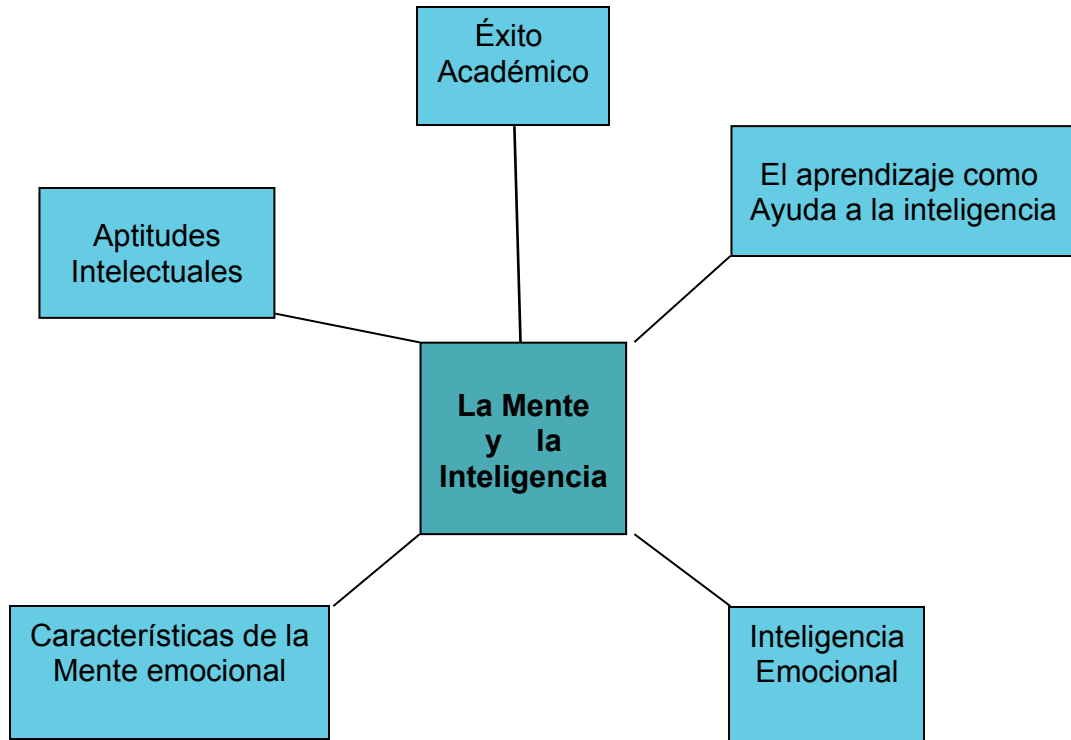 Éxito
Académico
El aprendizaje como
Ayuda a la inteligencia
Aptitudes
Intelectuales
La Mente
y la
Inteligencia
Características de la
Mente emocional
Inteligencia
Emocional